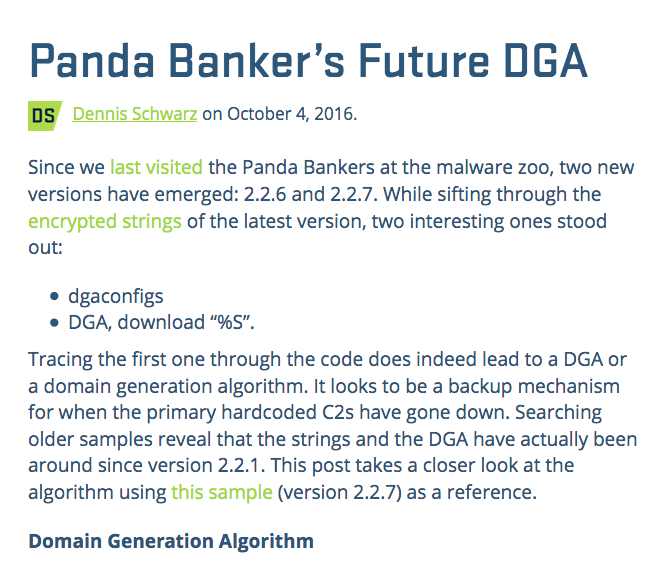 Panda Banker’s Future DGA
DS Dennis Schwarz on October 4, 2016.
Since we last visited the Panda Bankers at the malware zoo, two new
versions have emerged: 2.2.6 and 2.2.7. While sifting through the
encrypted strings of the latest version, two interesting ones stood
out:
• dgaconfigs
• DGA, download “%S”.
Tracing the first one through the code does indeed lead to a DGA or
a domain generation algorithm. It looks to be a backup mechanism
for when the primary hardcoded C2s have gone down. Searching
older samples reveal that the strings and the DGA have actually been
around since version 2.2.1. This post takes a closer look at the
algorithm using this sample (version 2.2.7) as a reference.
Domain Generation Algorithm